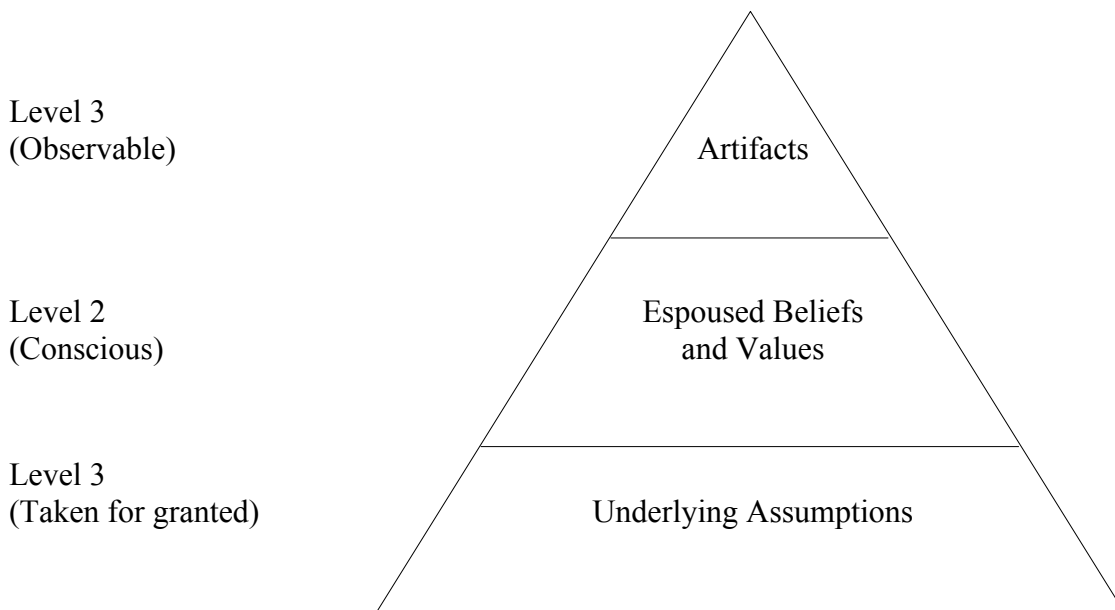 Level 3
(Observable)
Artifacts
Level 2
(Conscious)
Espoused Beliefs
and Values
Level 3
(Taken for granted)
Underlying Assumptions